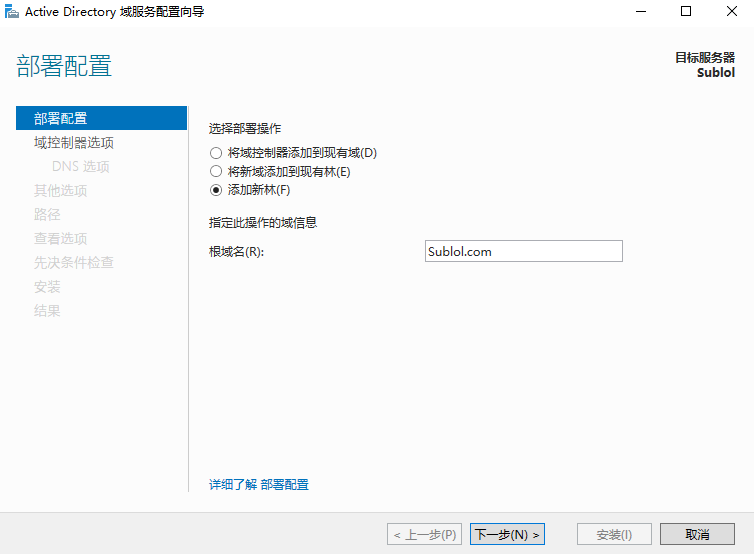 Active Directory 域服务配置向导
部署配置
目标服务器
Sublol
部署配置
域控制器选项
DNS 选项
其他选项
路径
查看选项
先决条件检查
安装
结果
选择部署操作
将域控制器添加到现有域(D)
将新域添加到现有林(E)
添加新林(F)
指定此操作的域信息
根域名(R):
Sublol.com
详细了解 部署配置
< 上一步(P)
下一步(N) >
安装(I)
取消